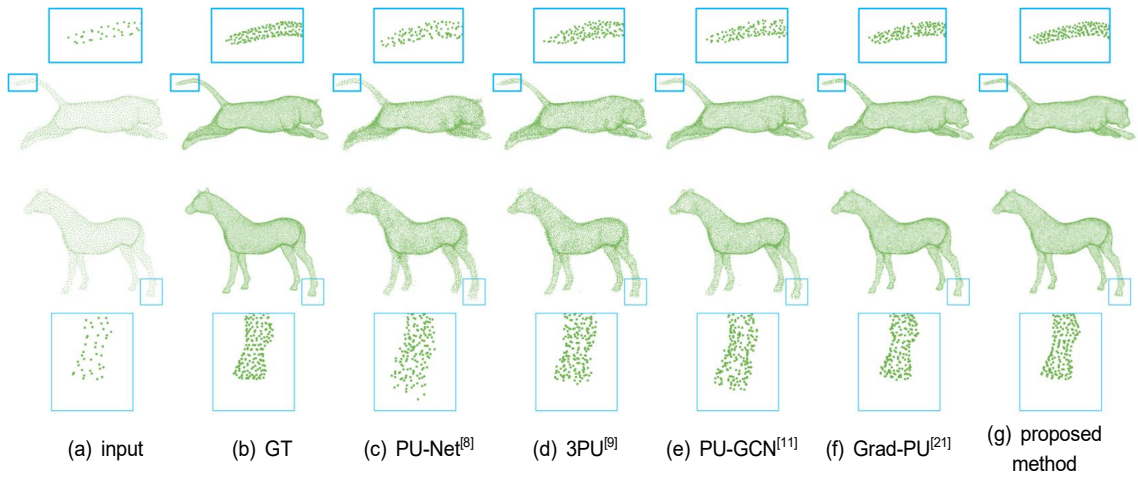 (a) input
(b) GT
(c) PU-Net[8]
(d) 3PU[9]
(e) PU-GCN[11]
(f) Grad-PU[21]
(g) proposed
method